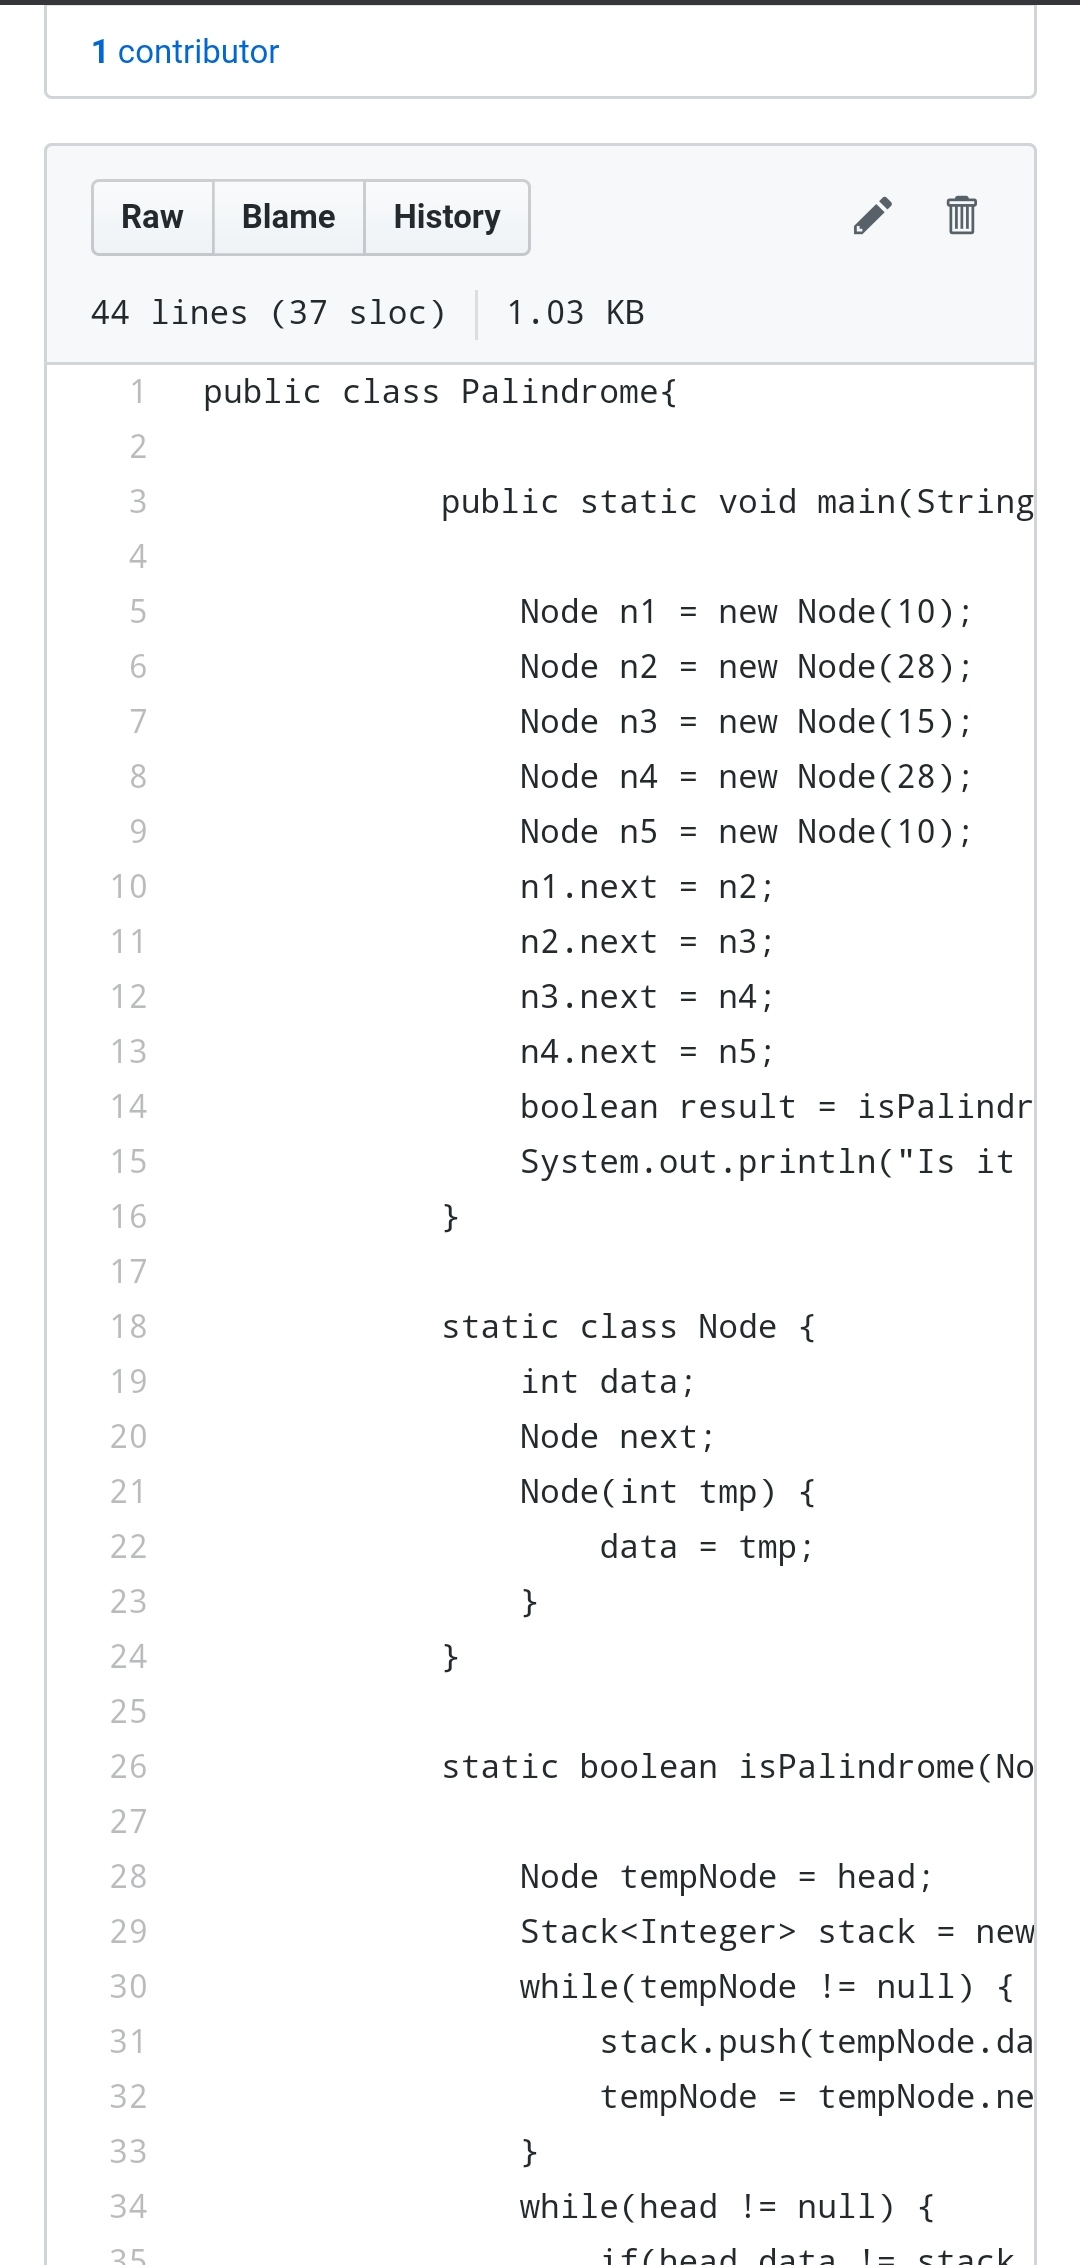 1 contributor
Raw Blame History
44 lines (37 sloc) 1.03 KB
1 public class Palindrome{
2
3 public static void main(String
4
5 Node n1 = new Node(10);
6 Node n2 = new Node(28);
7 Node n3 = new Node(15);
8 Node n4 = new Node(28);
9 Node n5 = new Node(10);
10 n1.next = n2;
11 n2.next = n3;
12 n3.next = n4;
13 n4.next = n5;
14 boolean result = isPalindr
15 System.out.println("Is it
16 }
17
18 static class Node {
19 int data;
20 Node next;
21 Node(int tmp) {
22 data = tmp;
23 }
24 }
25
26 static boolean isPalindrome(No
27
28 Node tempNode = head;
29 Stack<Integer> stack = new
30 while(tempNode != null) {
31 stack.push(tempNode.da
32 tempNode = tempNode.ne
33 }
34 while(head != null) {
35 if(head.data != stack